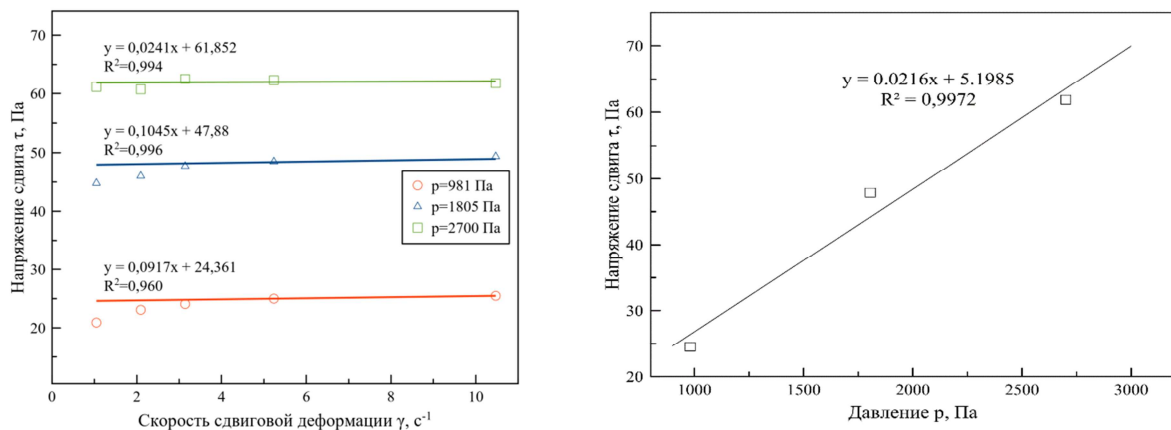 70
60
50
40
30
20
Напряжение сдвига τ, Па
y = 0,0241x + 61,852
R²=0,994
y = 0,1045x + 47,88
R²=0,996
p=981 Па
p=1805 Па
p=2700 Па
y = 0,0917x + 24,361
R²=0,960
0 2 4 6 8 10
Скорость сдвиговой деформации γ, с⁻¹
70
60
50
40
30
20
Напряжение сдвига τ, Па
y = 0.0216x + 5.1985
R² = 0,9972
1000 1500 2000 2500 3000
Давление p, Па